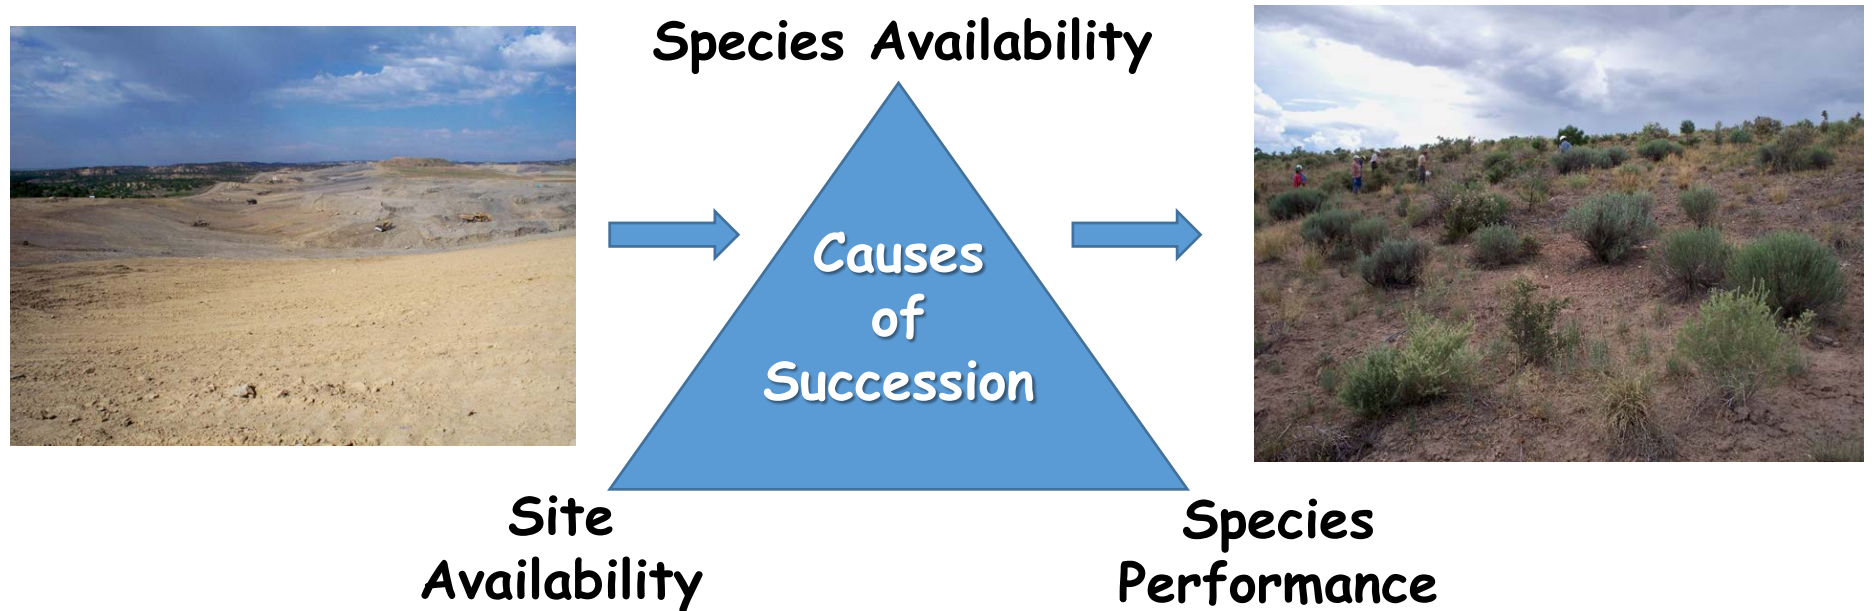 Species Availability
Causes
of
Succession
Site
Availability
Species
Performance